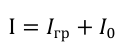 I = I_гр + I_0